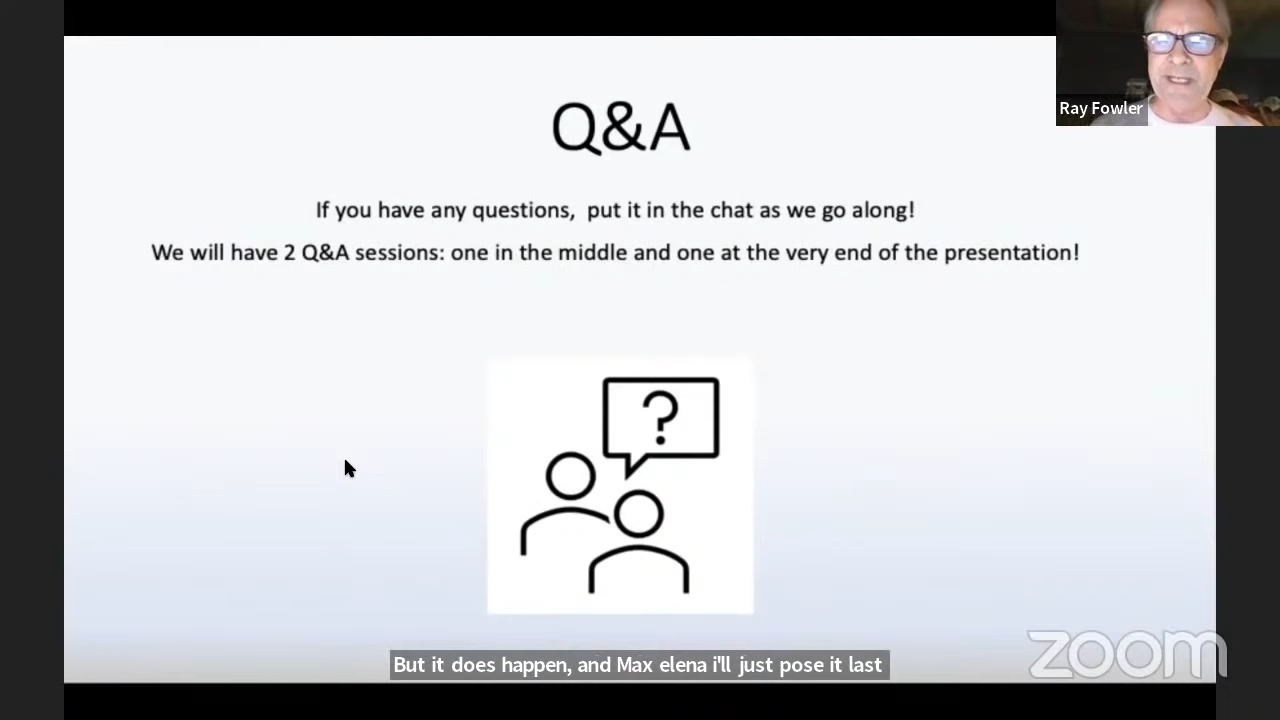 Q&A
If you have any questions,  put it in the chat as we go along!
We will have 2 Q&A sessions: one in the middle and one at the very end of the presentation!
?
Ray Fowler
But it does happen, and Max elena i'll just pose it last
zoom